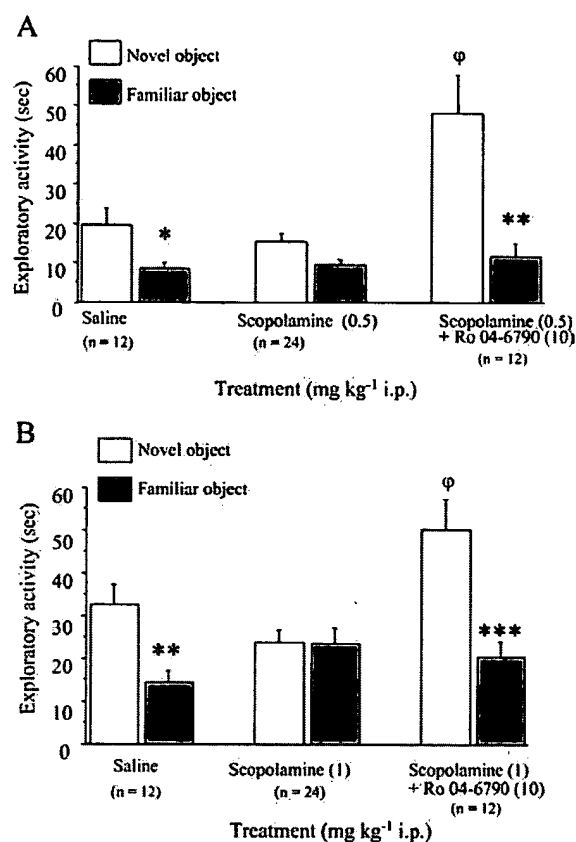 A
Novel object
Familiar object
Exploratory activity (sec)
60
50
40
30
20
10
0
φ
*
**
Saline
(n = 12)
Scopolamine (0.5)
(n = 24)
Scopolamine (0.5)
+ Ro 04-6790 (10)
(n = 12)
Treatment (mg kg⁻¹ i.p.)
B
Novel object
Familiar object
Exploratory activity (sec)
60
50
40
30
20
10
0
φ
**
***
Saline
(n = 12)
Scopolamine (1)
(n = 24)
Scopolamine (1)
+ Ro 04-6790 (10)
(n = 12)
Treatment (mg kg⁻¹ i.p.)